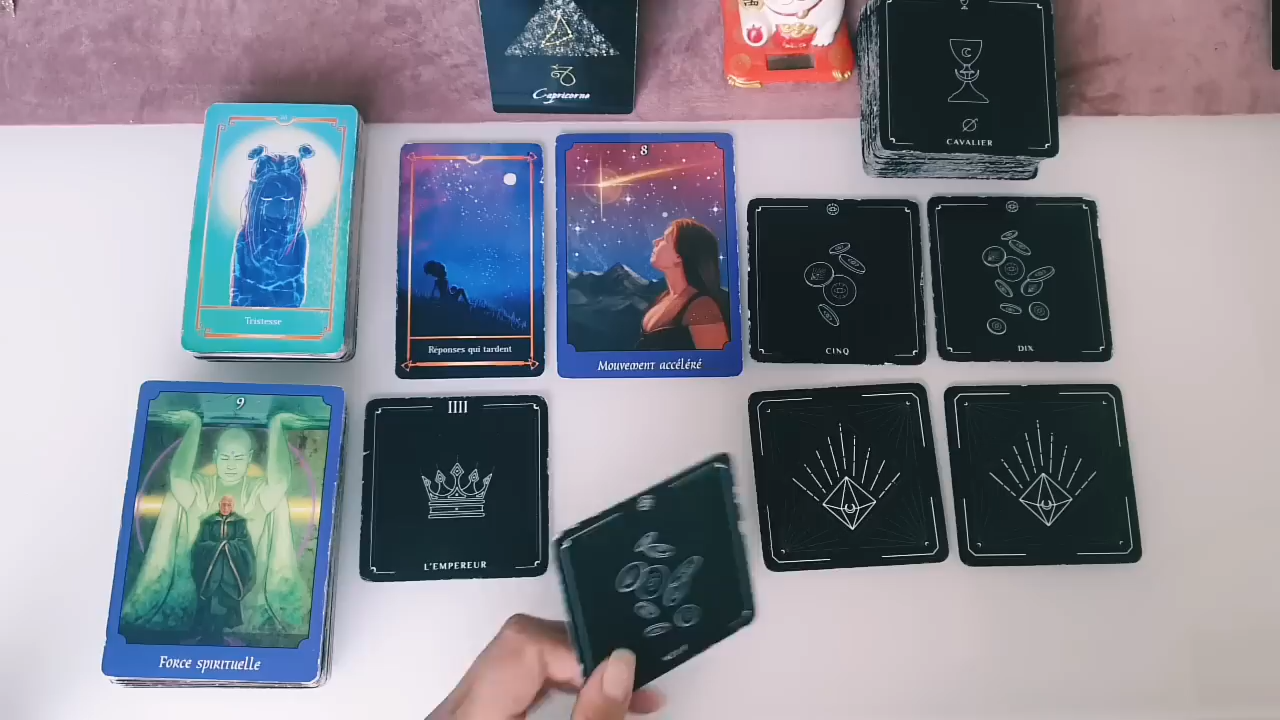 Capricorne
CAVALIER
Tristesse
Réponses qui tardent
8
Mouvement accéléré
CINQ
DIX
9
Force spirituelle
IIII
L'EMPEREUR